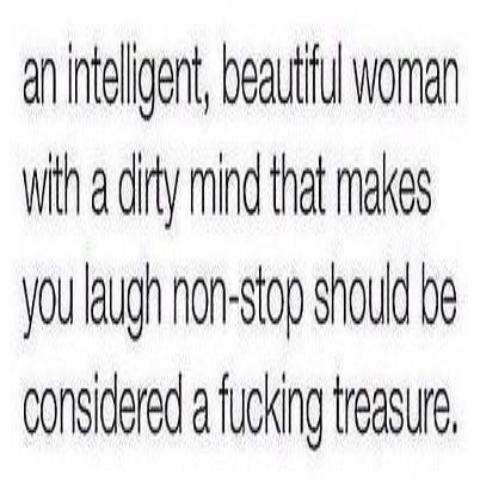 an intelligent, beautiful woman
with a dirty mind that makes
you laugh non-stop should be
considered a fucking treasure.